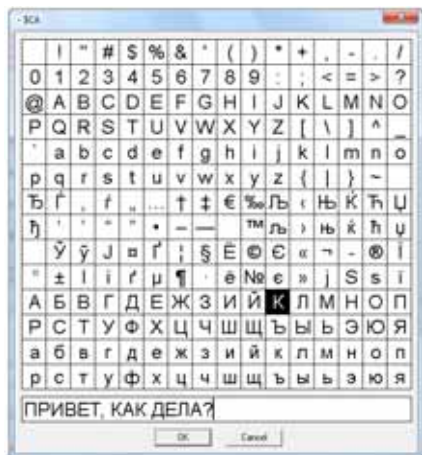 - SCA
! " # $ % & ' ( ) * + , - . /
0 1 2 3 4 5 6 7 8 9 : ; < = > ?
@ A B C D E F G H I J K L M N O
P Q R S T U V W X Y Z [ \ ] ^ _
` a b c d e f g h i j k l m n o
p q r s t u v w x y z { | } ~
Ђ Ѓ ‚ ѓ „ … † ‡ € ‰ Љ ‹ Њ Ќ Ћ Џ
ђ ‘ ’ “ ” • – — ™ љ › њ ќ ћ џ
Ў ў Ј ¤ Ґ ¦ § Ё © Є « ¬ - ® Ї
° ± І і ґ µ ¶ · ё № є » ј Ѕ ѕ ї
А Б В Г Д Е Ж З И Й К Л М Н О П
Р С Т У Ф Х Ц Ч Ш Щ Ъ Ы Ь Э Ю Я
а б в г д е ж з и й к л м н о п
р с т у ф х ц ч ш щ ъ ы ь э ю я
ПРИВЕТ, КАК ДЕЛА?
OK Cancel